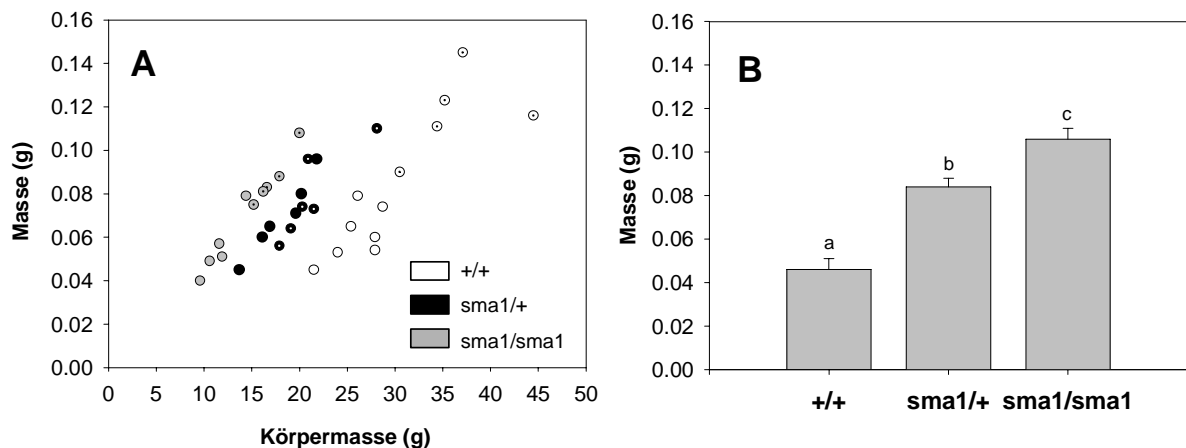 A
Masse (g)
0.16
0.14
0.12
0.10
0.08
0.06
0.04
0.02
0.00
+/+
sma1/+
sma1/sma1
0 5 10 15 20 25 30 35 40 45 50
Körpermasse (g)
B
Masse (g)
0.16
0.14
0.12
0.10
0.08
0.06
0.04
0.02
0.00
a
b
c
+/+ sma1/+ sma1/sma1